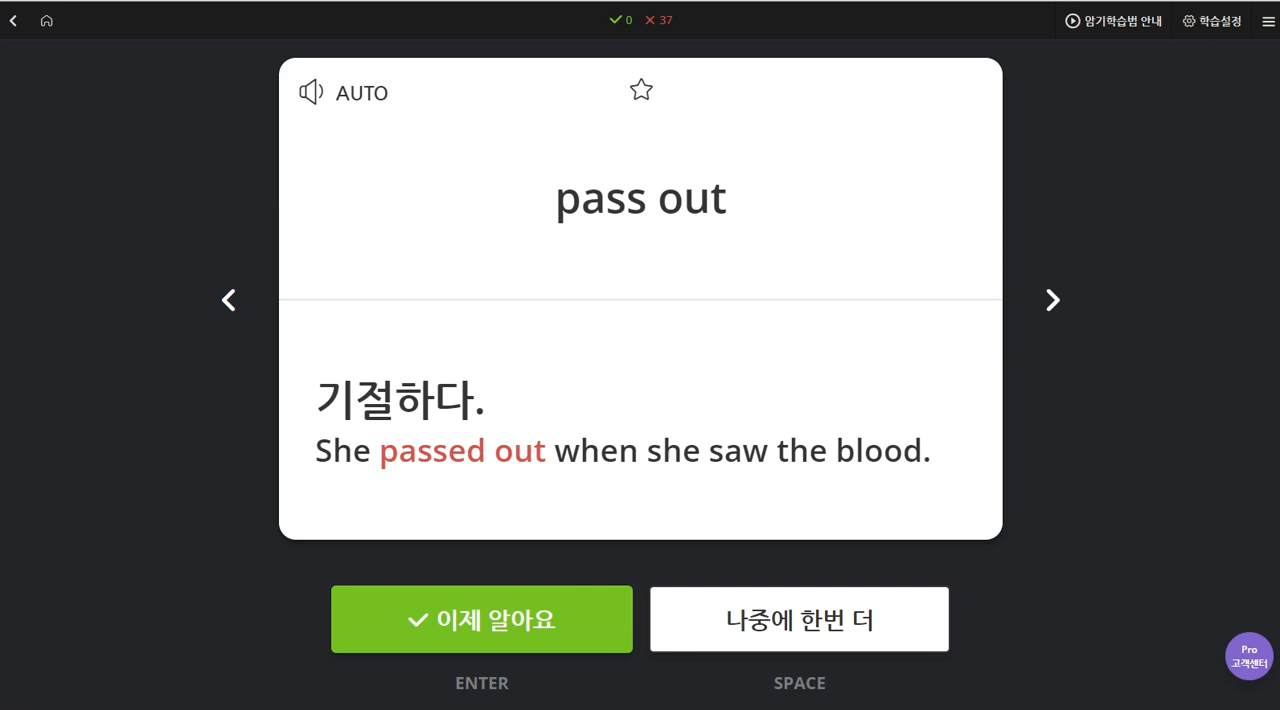 0 37 암기학습법 안내 학습설정
AUTO
pass out
기절하다.
She passed out when she saw the blood.
이제 알아요 나중에 한번 더
ENTER SPACE
Pro
고객센터